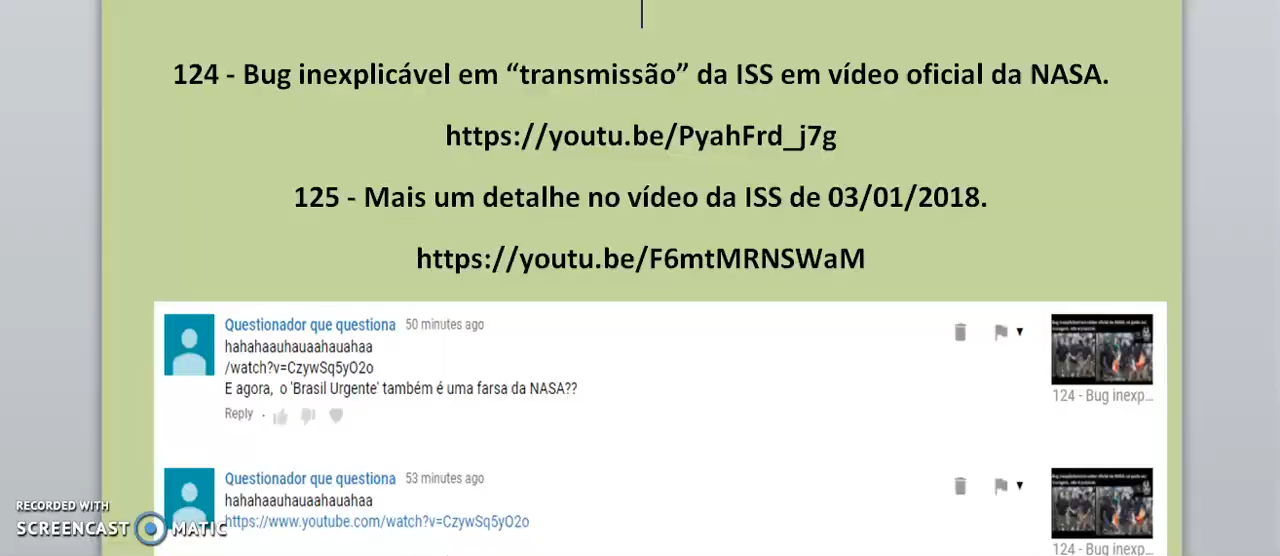 124 - Bug inexplicável em “transmissão” da ISS em vídeo oficial da NASA.
https://youtu.be/PyahFrd_j7g
125 - Mais um detalhe no vídeo da ISS de 03/01/2018.
https://youtu.be/F6mtMRNSWaM
Questionador que questiona 50 minutes ago
hahahaauhauaahauahaa
/watch?v=CzywSq5yO2o
E agora, o 'Brasil Urgente' também é uma farsa da NASA??
Reply
124 - Bug inexp...
Questionador que questiona 53 minutes ago
hahahaauhauaahauahaa
https://www.youtube.com/watch?v=CzywSq5yO2o
124 - Bug inexp...
RECORDED WITH
SCREENCAST MATIC